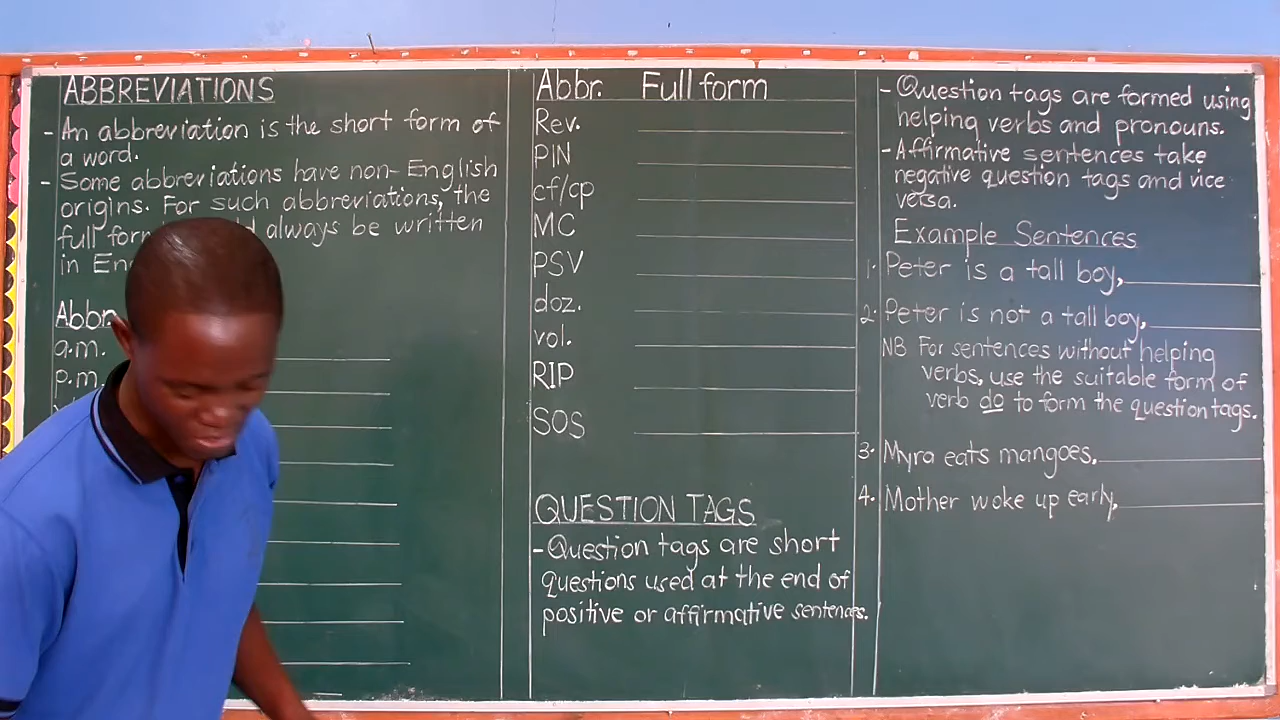 ABBREVIATIONS
- An abbreviation is the short form of
a word.
- Some abbreviations have non-English
origins. For such abbreviations, the
full always be written
in
Abbr.
a.m.
p.m.
Abbr. Full form
Rev.
PIN
cf/cp
MC
PSV
doz.
vol.
RIP
SOS
QUESTION TAGS
- Question tags are short
questions used at the end of
positive or affirmative sentences.
- Question tags are formed using
helping verbs and pronouns.
- Affirmative sentences take
negative question tags and vice
versa.
Example Sentences
1. Peter is a tall boy,
2. Peter is not a tall boy,
NB For sentences without helping
verbs, use the suitable form of
verb do to form the question tags.
3. Myra eats mangoes,
4. Mother woke up early,